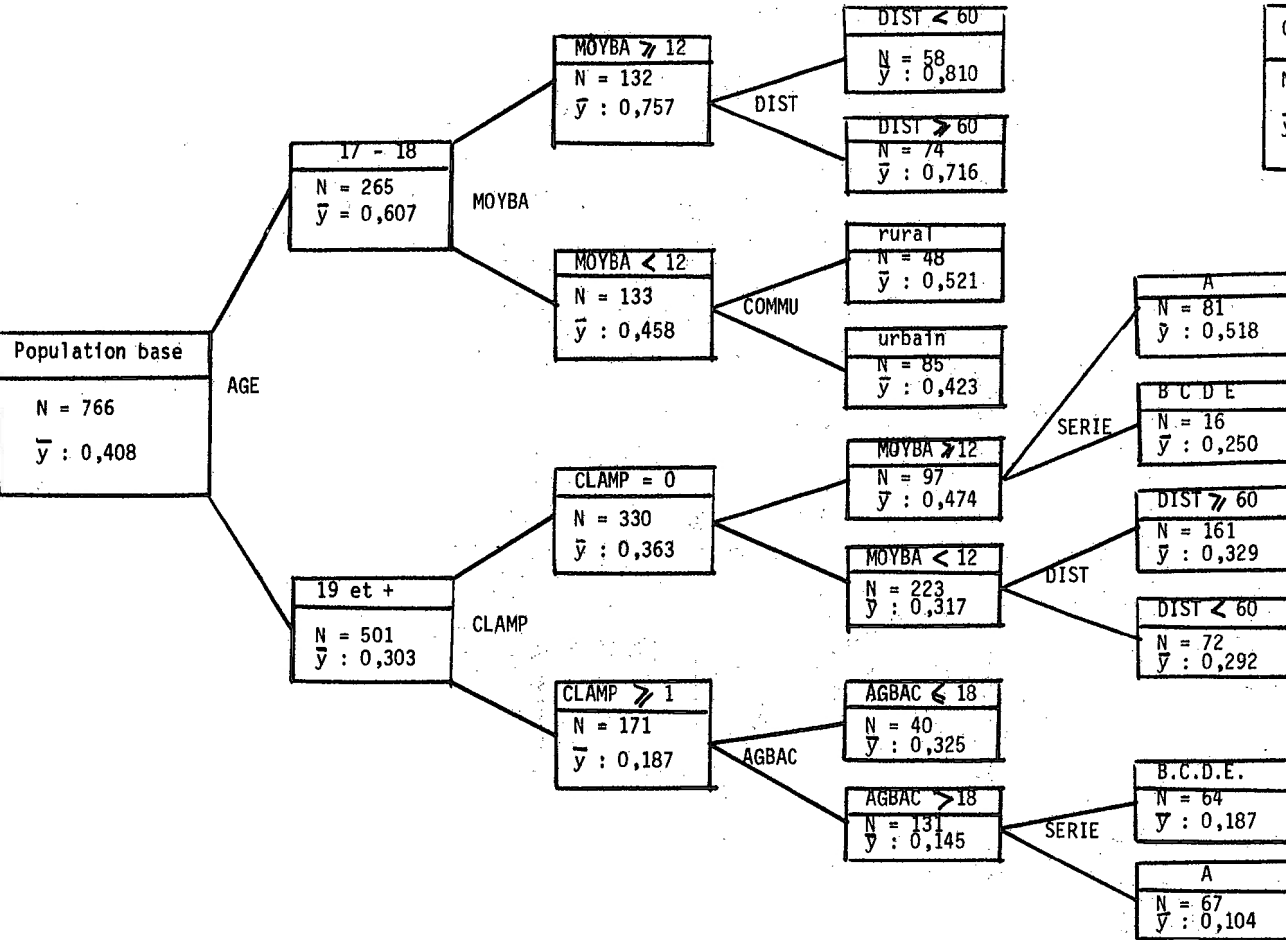 Population base
N = 766
ȳ : 0,408
AGE
17 - 18
N = 265
ȳ = 0,607
MOYBA
19 et +
N = 501
ȳ : 0,303
CLAMP
MOYBA ⩾ 12
N = 132
ȳ : 0,757
DIST
MOYBA < 12
N = 133
ȳ : 0,458
COMMU
CLAMP = 0
N = 330
ȳ : 0,363
CLAMP ⩾ 1
N = 171
ȳ : 0,187
AGBAC
DIST < 60
N = 58
ȳ : 0,810
DIST ⩾ 60
N = 74
ȳ : 0,716
rural
N = 48
ȳ : 0,521
urbain
N = 85
ȳ : 0,423
MOYBA ⩾ 12
N = 97
ȳ : 0,474
SERIE
MOYBA < 12
N = 223
ȳ : 0,317
DIST
AGBAC ⩽ 18
N = 40
ȳ : 0,325
AGBAC > 18
N = 131
ȳ : 0,145
SERIE
A
N = 81
ȳ : 0,518
B C D E
N = 16
ȳ : 0,250
DIST ⩾ 60
N = 161
ȳ : 0,329
DIST < 60
N = 72
ȳ : 0,292
B.C.D.E.
N = 64
ȳ : 0,187
A
N = 67
ȳ : 0,104